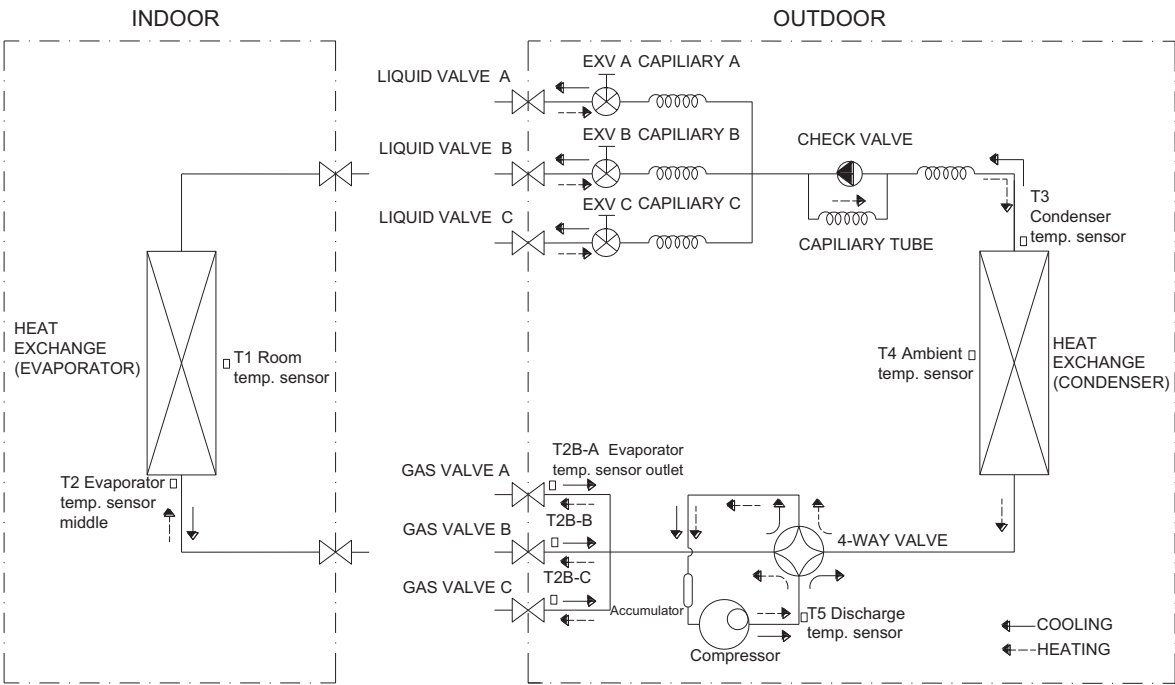 INDOOR
OUTDOOR
LIQUID VALVE A
EXV A CAPILIARY A
LIQUID VALVE B
EXV B CAPILIARY B
LIQUID VALVE C
EXV C CAPILIARY C
CHECK VALVE
CAPILIARY TUBE
T3
Condenser
temp. sensor
HEAT
EXCHANGE
(EVAPORATOR)
T1 Room
temp. sensor
T4 Ambient
temp. sensor
HEAT
EXCHANGE
(CONDENSER)
T2 Evaporator
temp. sensor
middle
GAS VALVE A
T2B-A Evaporator
temp. sensor outlet
GAS VALVE B
T2B-B
GAS VALVE C
T2B-C
4-WAY VALVE
Accumulator
Compressor
T5 Discharge
temp. sensor
COOLING
HEATING